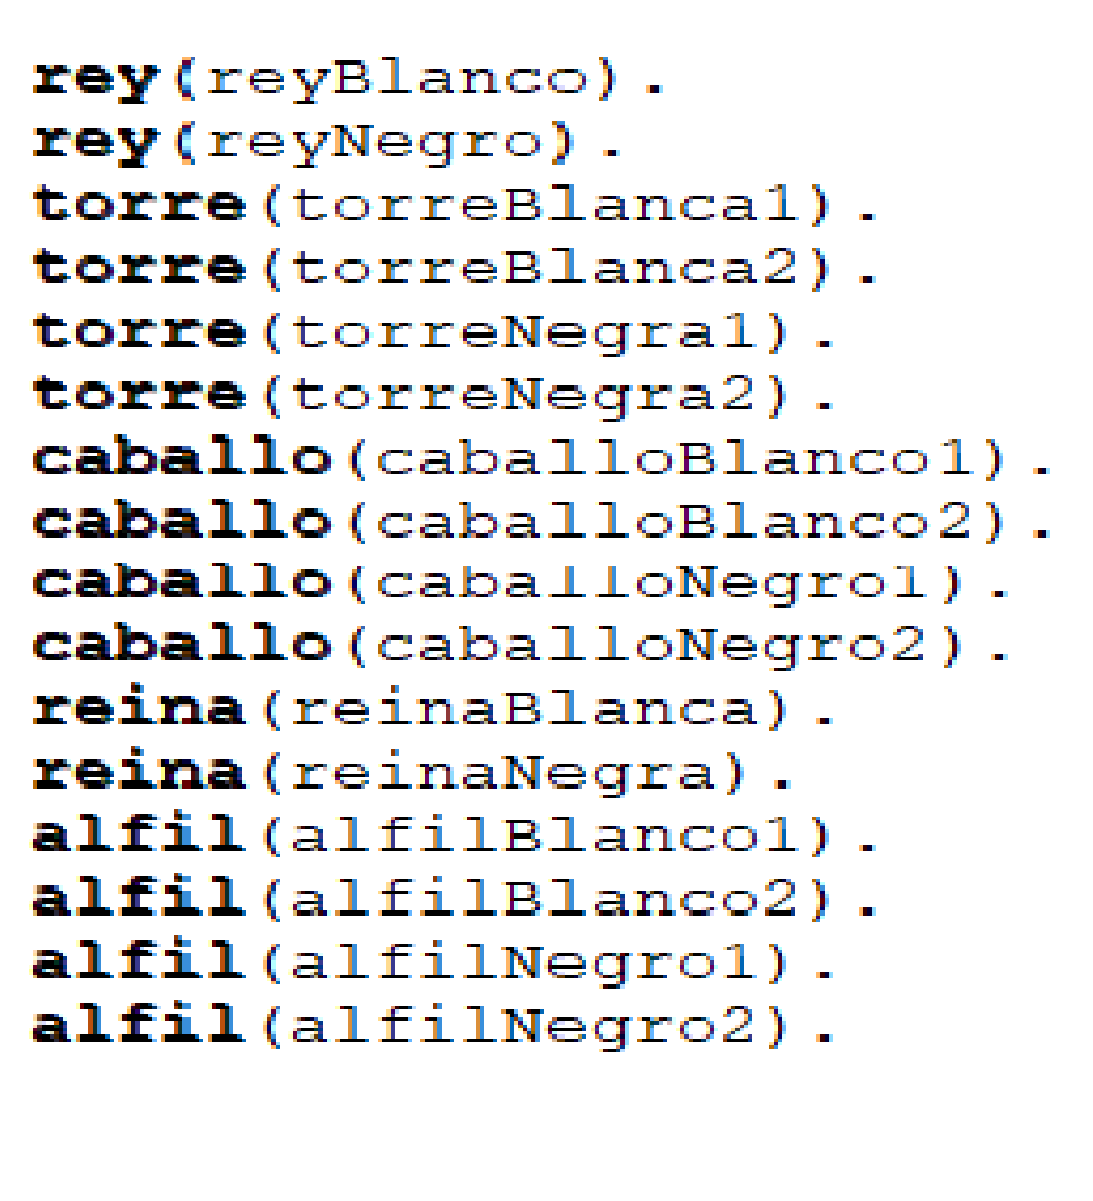 rey(reyBlanco).
rey(reyNegro).
torre(torreBlanca1).
torre(torreBlanca2).
torre(torreNegra1).
torre(torreNegra2).
caballo(caballoBlanco1).
caballo(caballoBlanco2).
caballo(caballoNegro1).
caballo(caballoNegro2).
reina(reinaBlanca).
reina(reinaNegra).
alfil(alfilBlanco1).
alfil(alfilBlanco2).
alfil(alfilNegro1).
alfil(alfilNegro2).